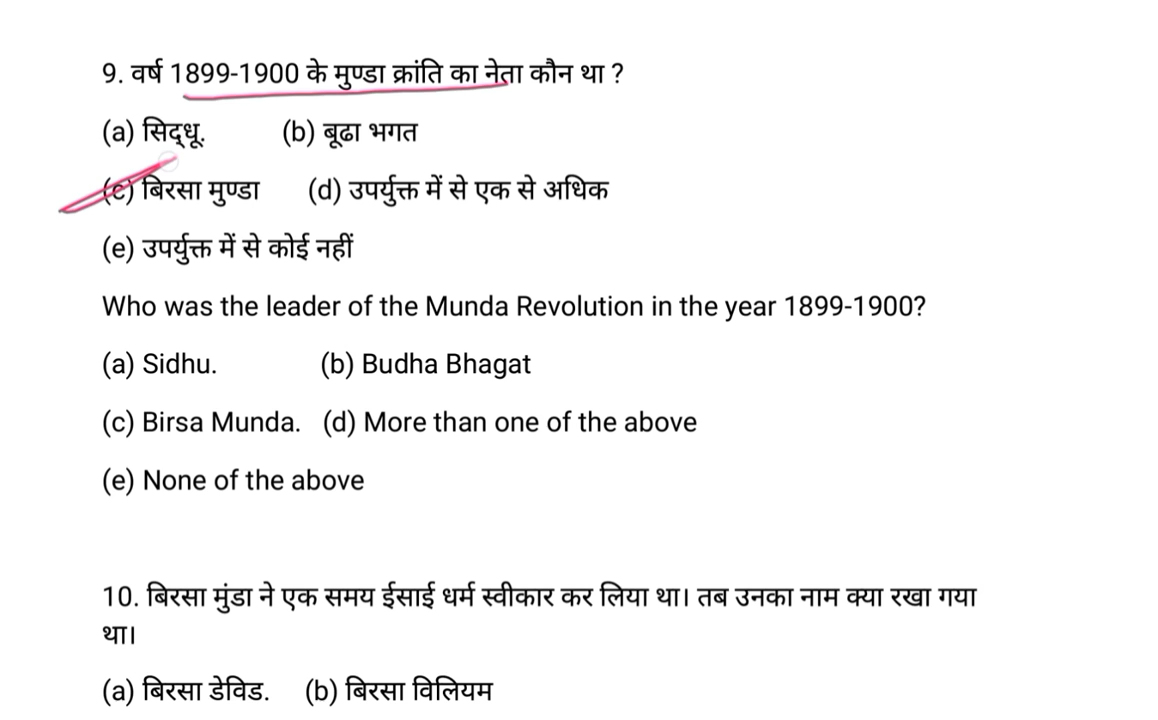 9. वर्ष 1899-1900 के मुण्डा क्रांति का नेता कौन था ?
(a) सिद्धू. (b) बूढा भगत
(c) बिरसा मुण्डा (d) उपर्युक्त में से एक से अधिक
(e) उपर्युक्त में से कोई नहीं
Who was the leader of the Munda Revolution in the year 1899-1900?
(a) Sidhu. (b) Budha Bhagat
(c) Birsa Munda. (d) More than one of the above
(e) None of the above
10. बिरसा मुंडा ने एक समय ईसाई धर्म स्वीकार कर लिया था। तब उनका नाम क्या रखा गया
था।
(a) बिरसा डेविड. (b) बिरसा विलियम